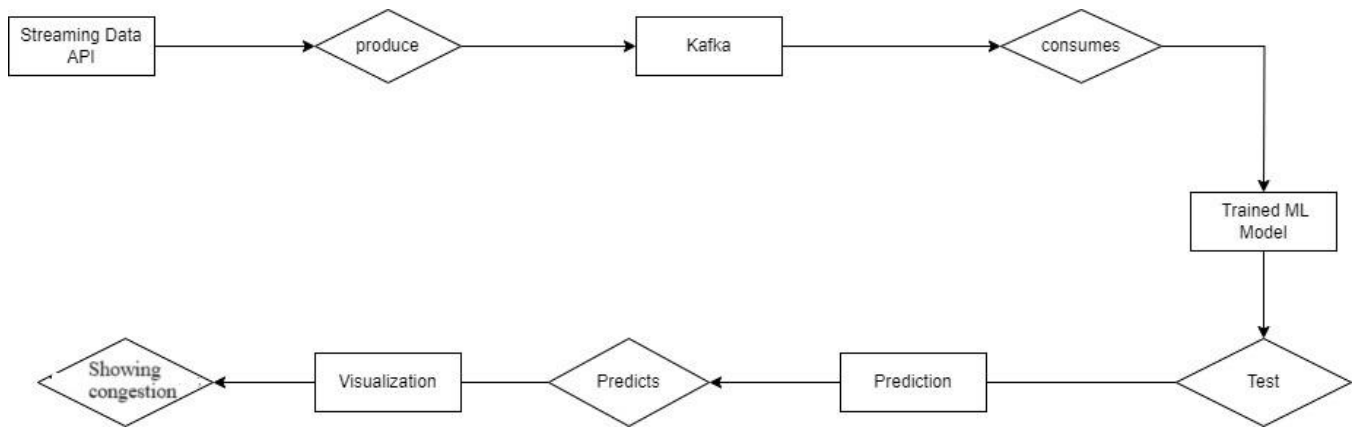 Streaming Data
API
produce
Kafka
consumes
Trained ML
Model
Test
Prediction
Predicts
Visualization
Showing
congestion